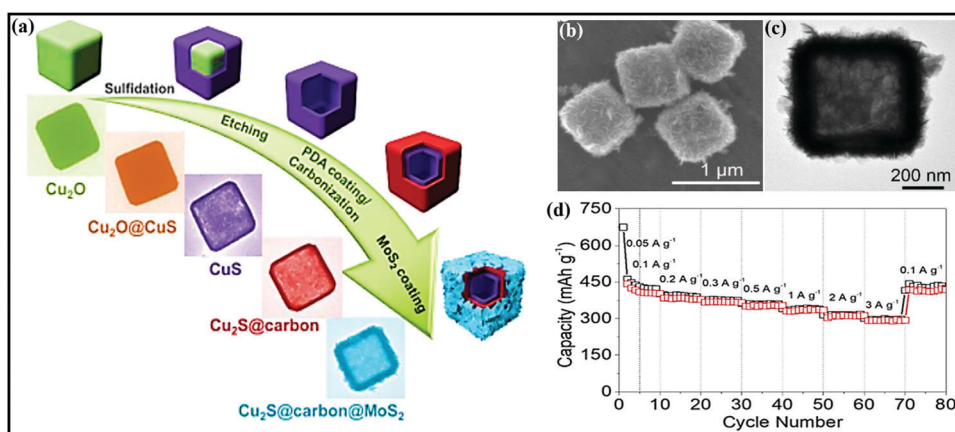 (a)
Sulfidation
Etching
PDA coating/
Carbonization
MoS₂ coating
Cu₂O
Cu₂O@CuS
CuS
Cu₂S@carbon
Cu₂S@carbon@MoS₂
(b)
1 μm
(c)
200 nm
(d)
Capacity (mAh g⁻¹)
750
600
450
300
150
0
0.05 A g⁻¹
0.1 A g⁻¹
0.2 A g⁻¹
0.3 A g⁻¹
0.5 A g⁻¹
1 A g⁻¹
2 A g⁻¹
3 A g⁻¹
0.1 A g⁻¹
0 10 20 30 40 50 60 70 80
Cycle Number